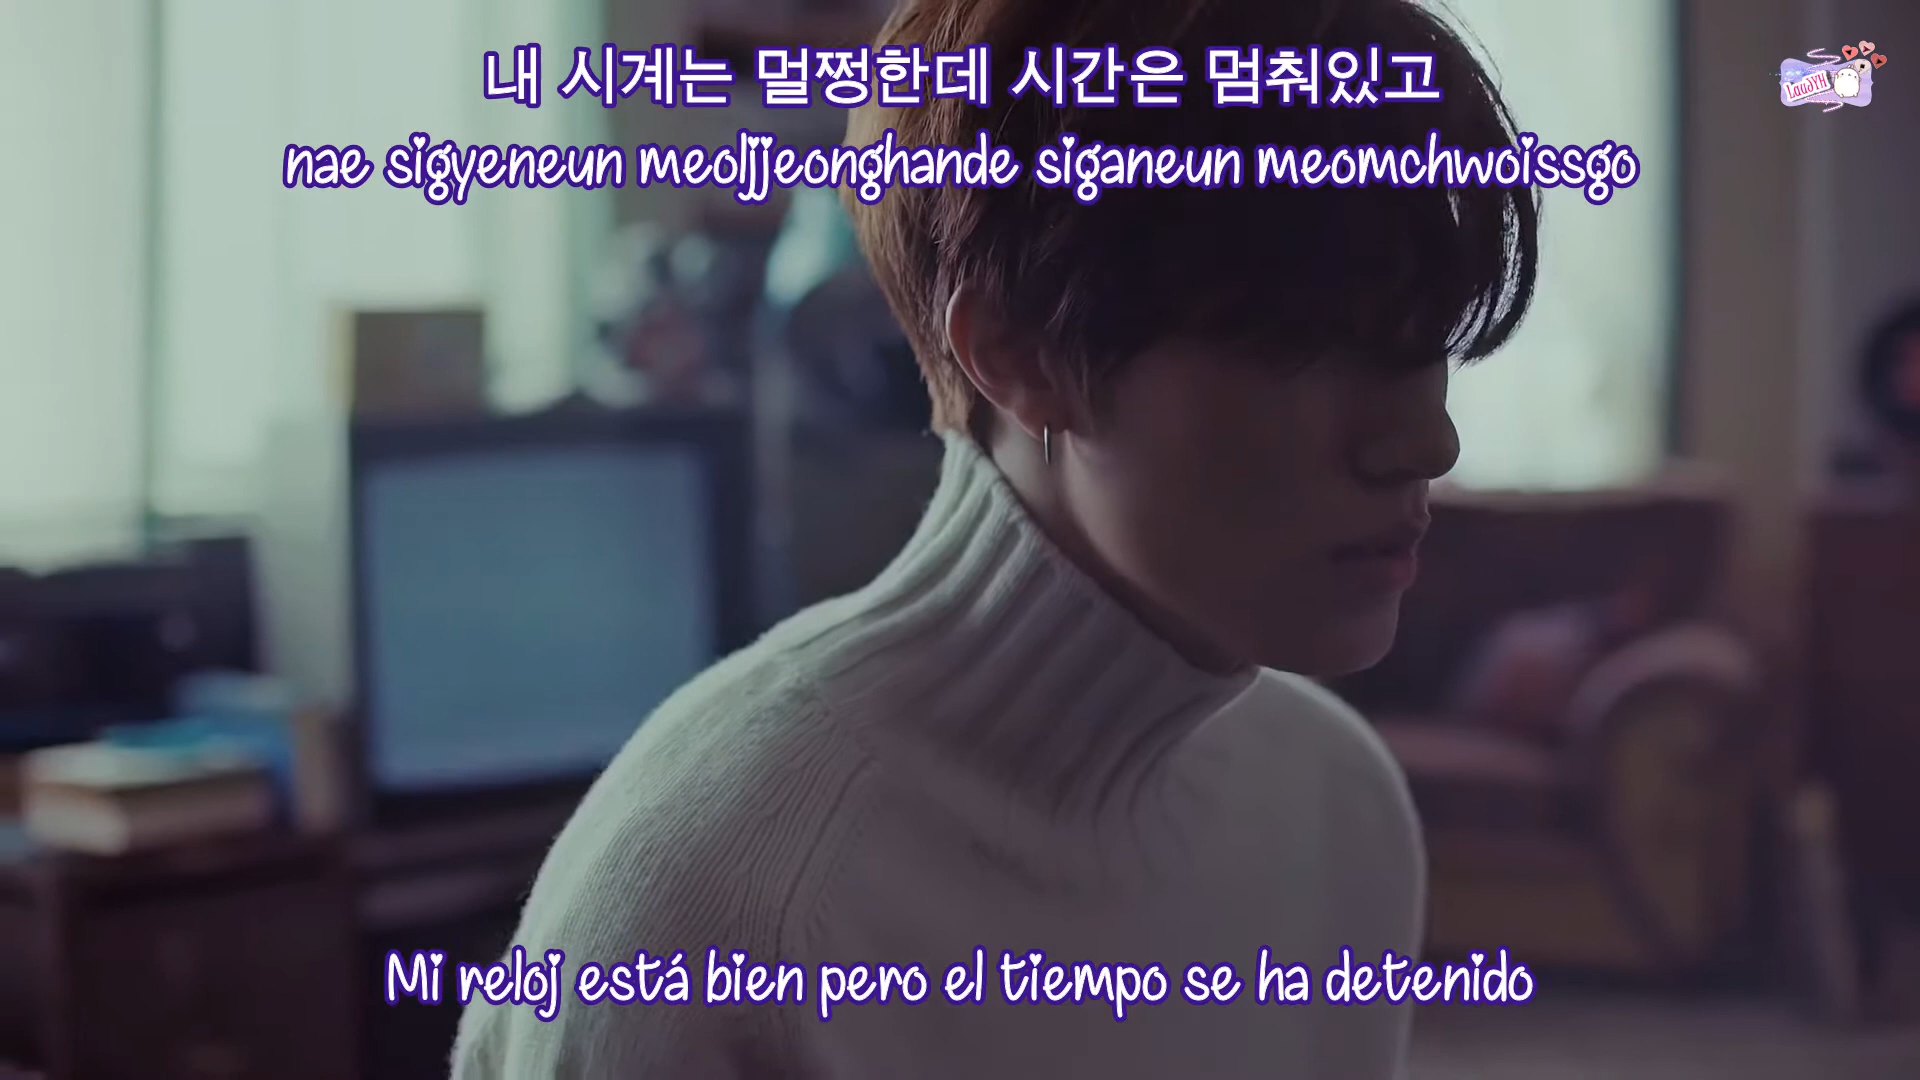 내 시계는 멀쩡한데 시간은 멈춰있고
LaudYH
nae sigyeneun meoljjeonghande siganeun meomchwoissgo
Mi reloj está bien pero el tiempo se ha detenido